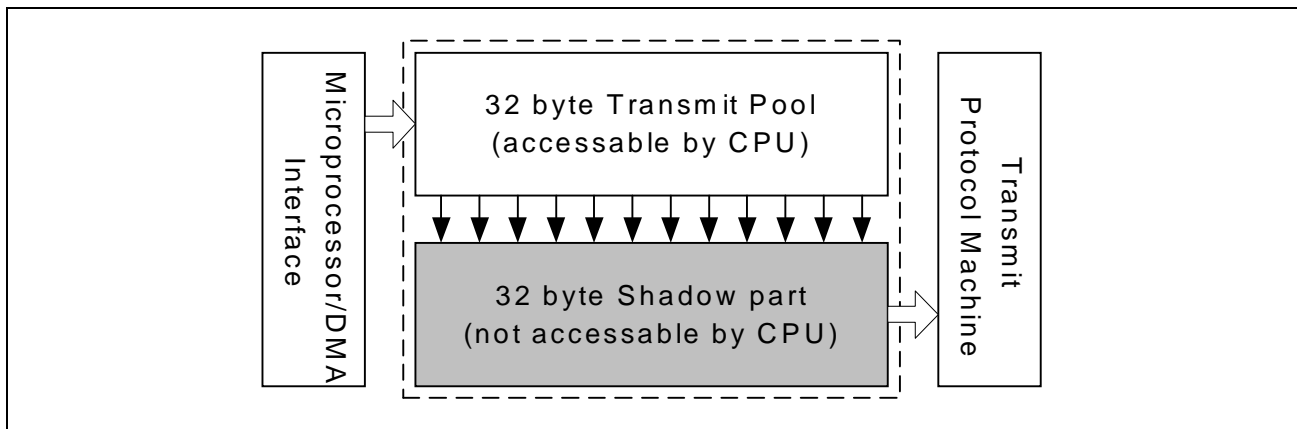 Microprocessor/DMA
Interface
32 byte Transmit Pool
(accessable by CPU)
32 byte Shadow part
(not accessable by CPU)
Transmit
Protocol Machine